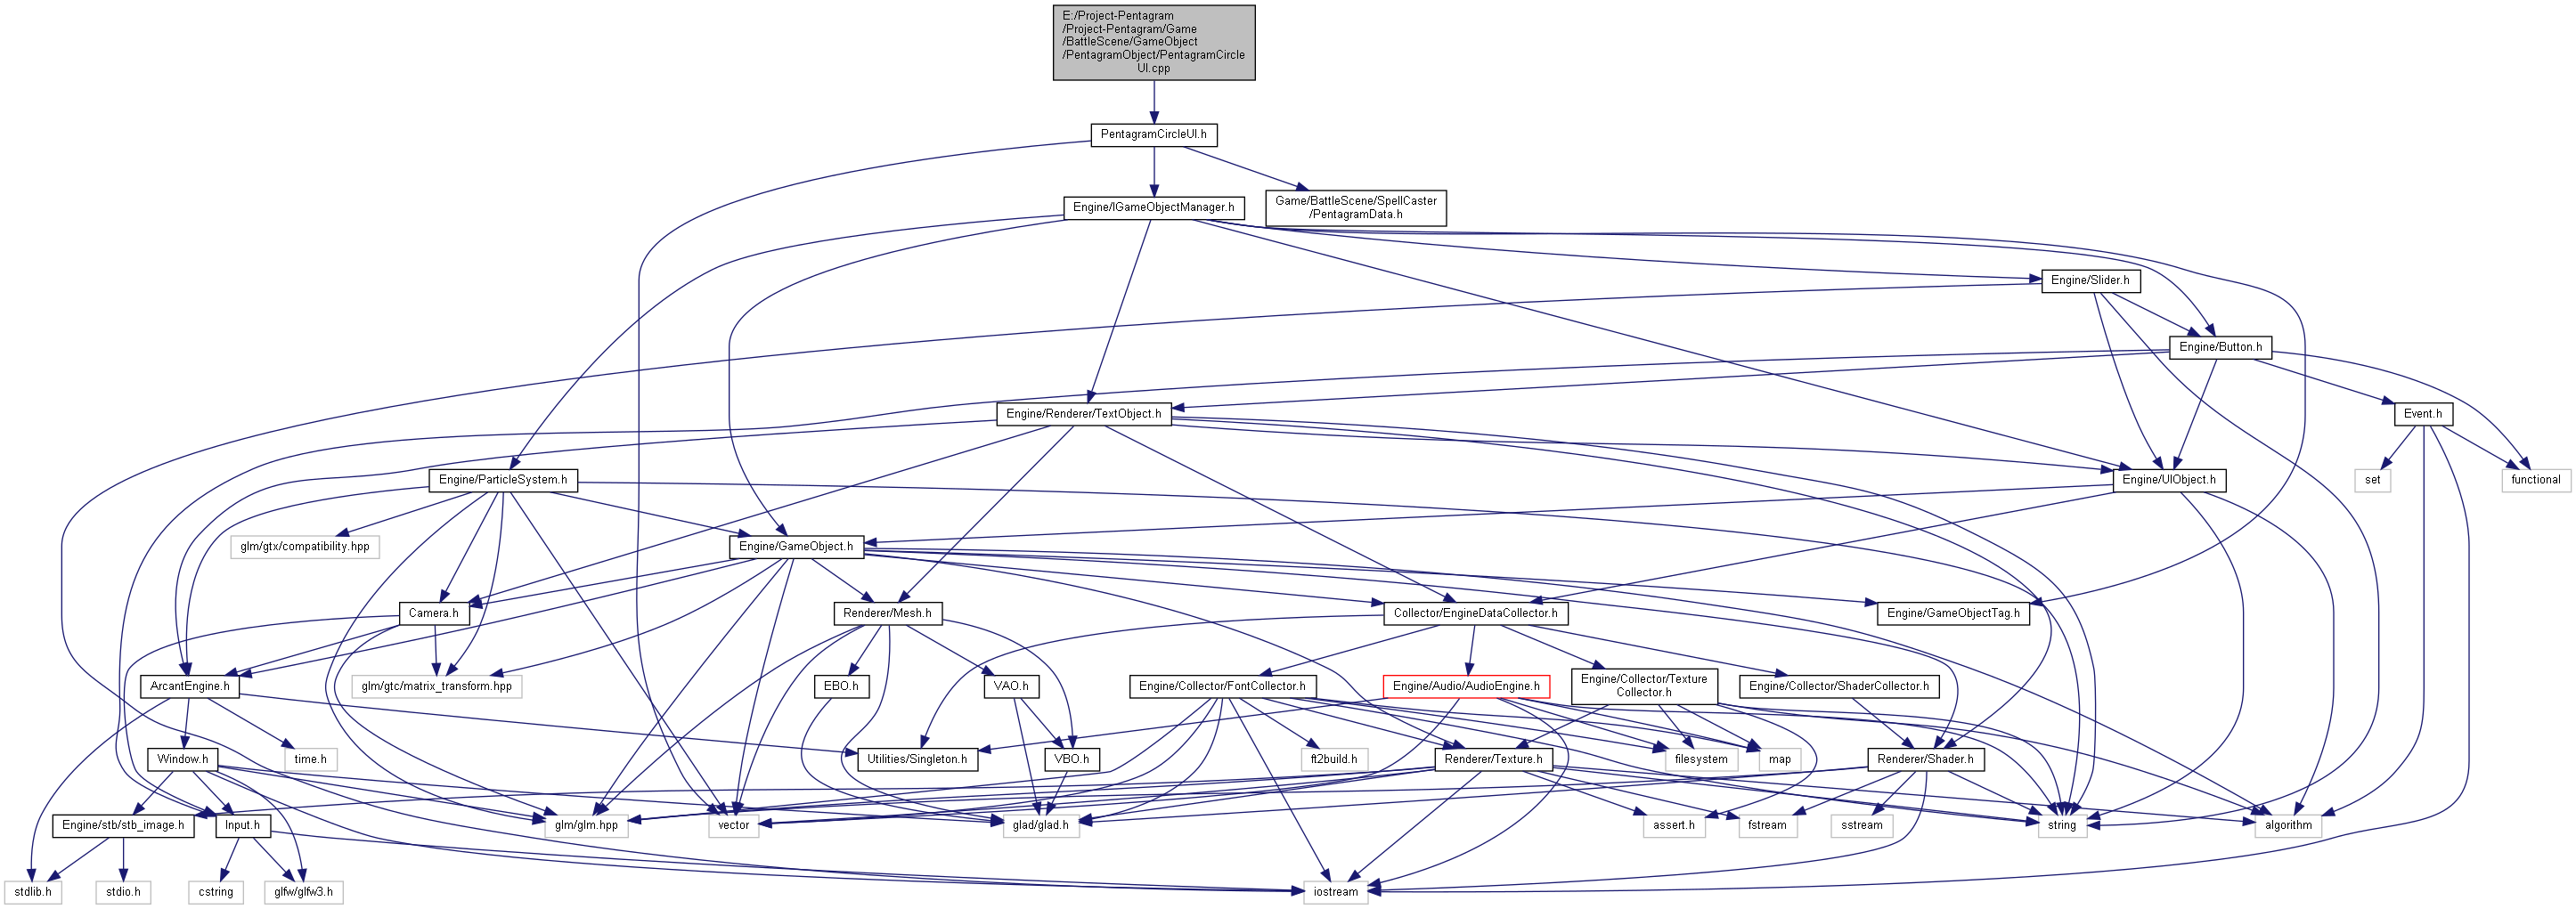 E:/Project-Pentagram
/Project-Pentagram/Game
/BattleScene/GameObject
/PentagramObject/PentagramCircle
UI.cpp
PentagramCircleUI.h
Engine/IGameObjectManager.h
Game/BattleScene/SpellCaster
/PentagramData.h
Engine/Slider.h
Engine/Button.h
Engine/Renderer/TextObject.h
Event.h
Engine/ParticleSystem.h
Engine/UIObject.h
set
functional
glm/gtx/compatibility.hpp
Engine/GameObject.h
Camera.h
Renderer/Mesh.h
Collector/EngineDataCollector.h
Engine/GameObjectTag.h
ArcantEngine.h
glm/gtc/matrix_transform.hpp
EBO.h
VAO.h
Engine/Collector/FontCollector.h
Engine/Audio/AudioEngine.h
Engine/Collector/Texture
Collector.h
Engine/Collector/ShaderCollector.h
Window.h
time.h
Utilities/Singleton.h
VBO.h
ft2build.h
Renderer/Texture.h
filesystem
map
Renderer/Shader.h
Engine/stb/stb_image.h
Input.h
glm/glm.hpp
vector
glad/glad.h
assert.h
fstream
sstream
string
algorithm
stdlib.h
stdio.h
cstring
glfw/glfw3.h
iostream